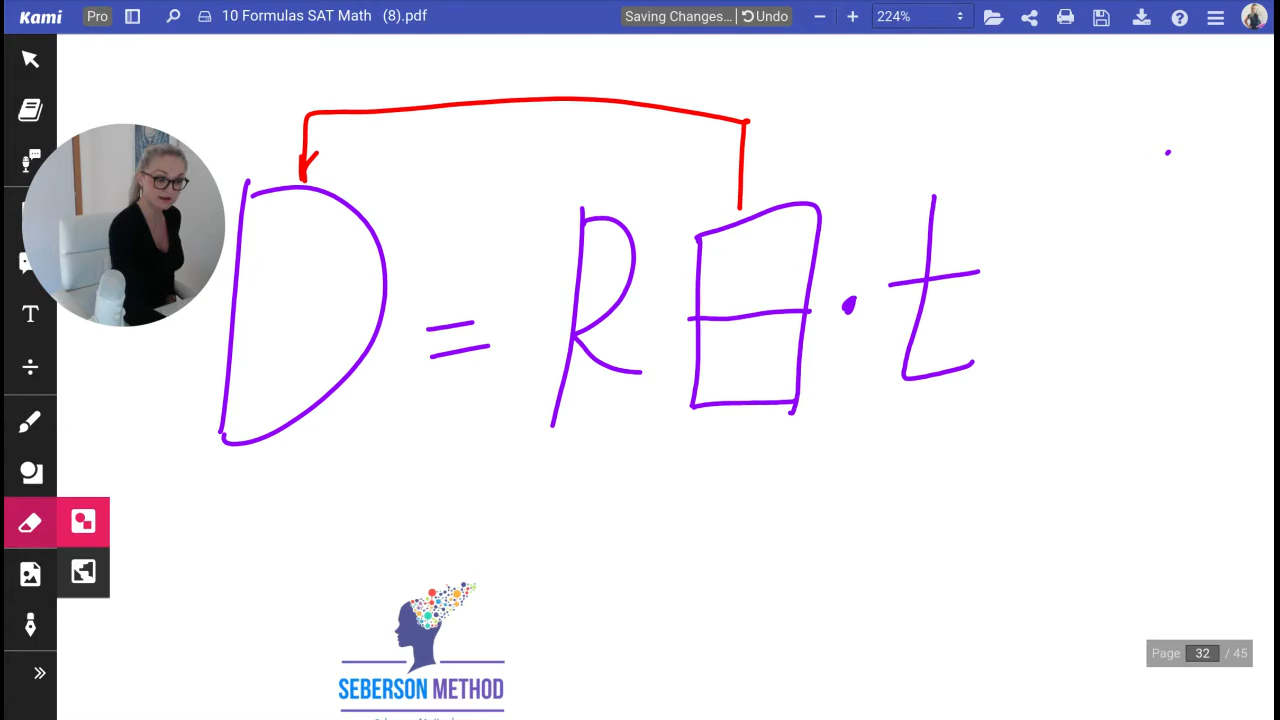 Kami Pro 10 Formulas SAT Math (8).pdf Saving Changes... Undo 224%
D = R · t
T
Page 32 / 45
SEBERSON METHOD